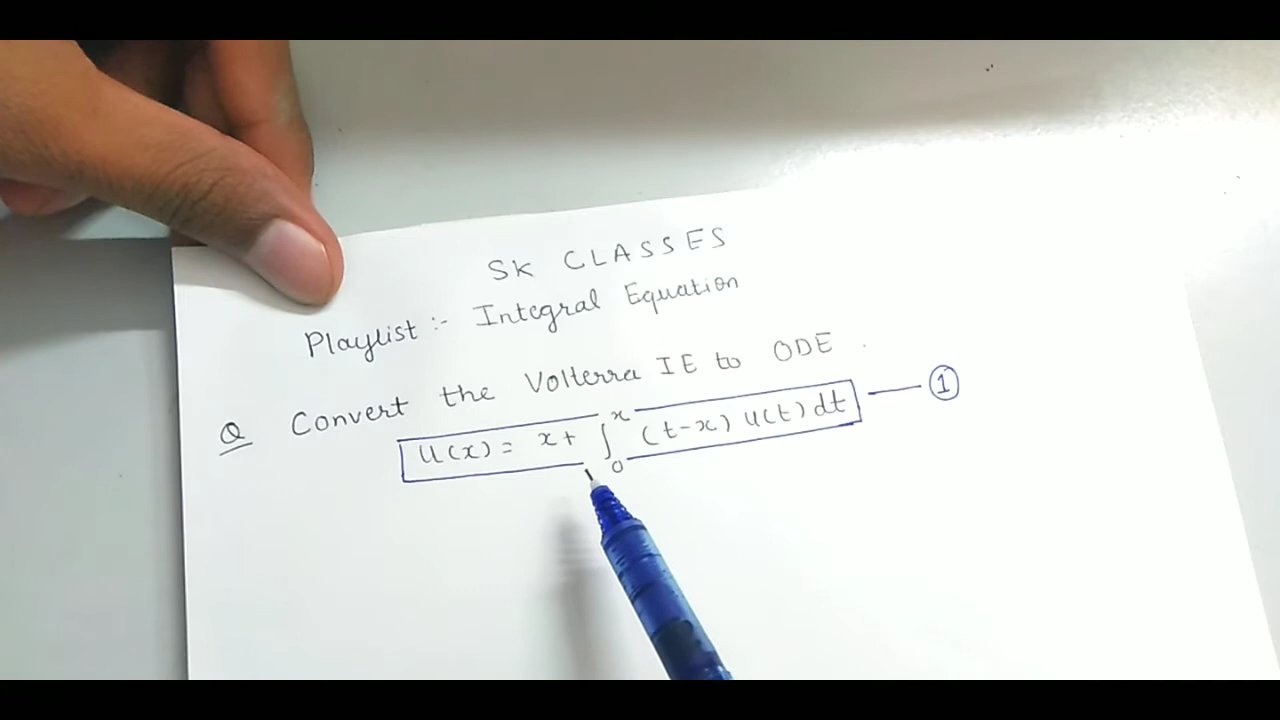 SK CLASSES
Playlist :- Integral Equation
Q Convert the Volterra IE to ODE.
u(x) = x + ∫₀ˣ (t-x) u(t) dt — ①